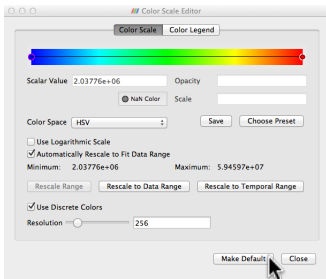 Color Scale Editor
Color Scale Color Legend
Scalar Value 2.03776e+06 Opacity
NaN Color Scale
Color Space HSV Save Choose Preset
Use Logarithmic Scale
Automatically Rescale to Fit Data Range
Minimum: 2.03776e+06 Maximum: 5.94597e+07
Rescale Range Rescale to Data Range Rescale to Temporal Range
Use Discrete Colors
Resolution 256
Make Default Close